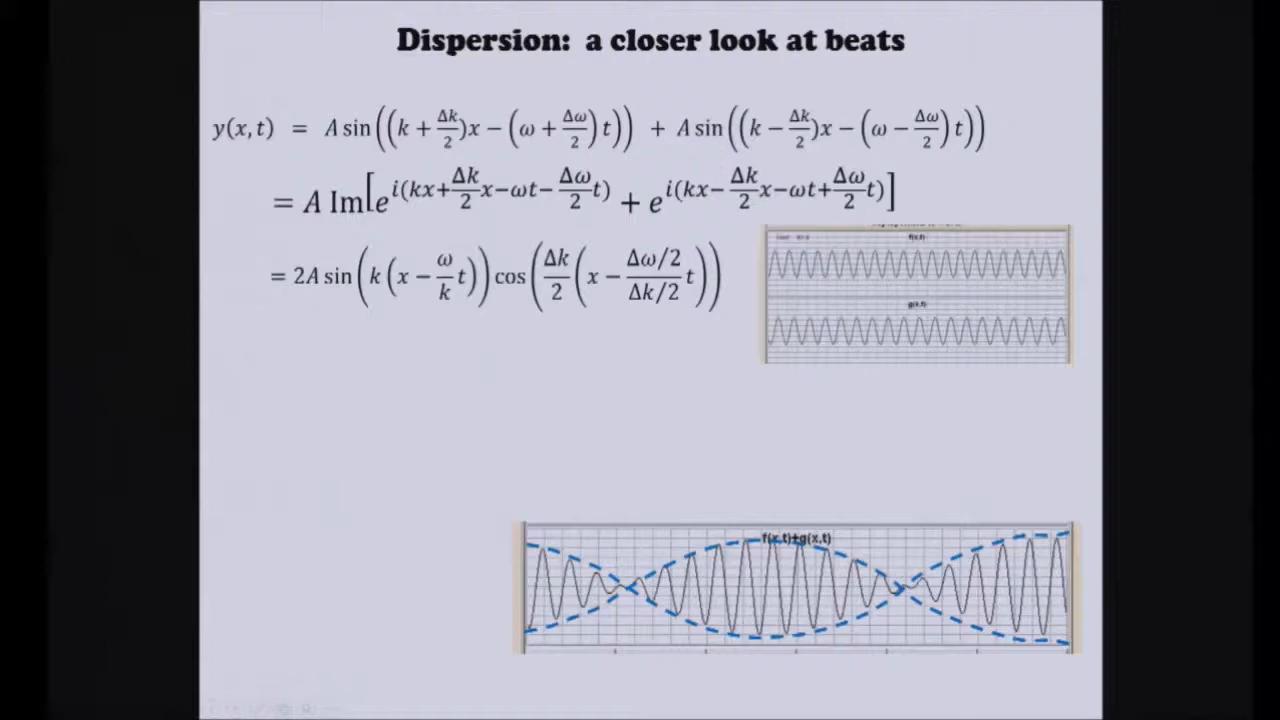 Dispersion: a closer look at beats
y(x,t) = A sin((k + Δk/2)x − (ω + Δω/2)t)) + A sin((k − Δk/2)x − (ω − Δω/2)t))
= A Im[e^{i(kx+Δk/2 x−ωt−Δω/2 t)} + e^{i(kx−Δk/2 x−ωt+Δω/2 t)}]
= 2A sin(k(x − ω/k t)) cos(Δk/2 (x − (Δω/2)/(Δk/2) t))
f(x,t)
g(x,t)
f(x,t)+g(x,t)